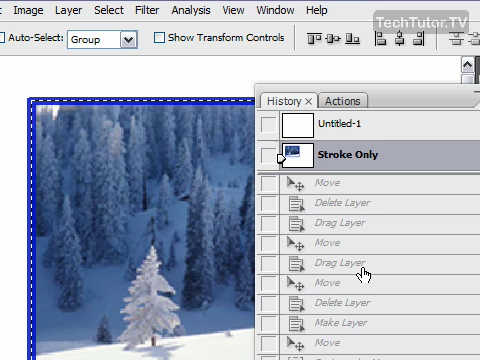 Image Layer Select Filter Analysis View Window Help
TechTutor.TV
Auto-Select: Group Show Transform Controls
History × Actions
Untitled-1
Stroke Only
Move
Delete Layer
Drag Layer
Move
Drag Layer
Move
Delete Layer
Make Layer
Move